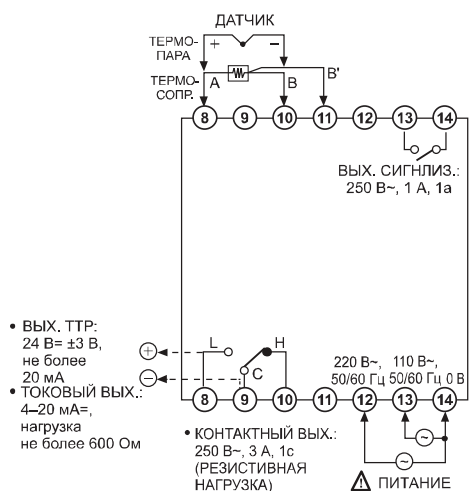 ДАТЧИК
ТЕРМО-
ПАРА
+ −
ТЕРМО-
СОПР.
A B B'
8 9 10 11 12 13 14
ВЫХ. СИГНЛИЗ.:
250 В~, 1 А, 1a
• ВЫХ. ТТР:
24 В= ±3 В,
не более
20 мА
• ТОКОВЫЙ ВЫХ.:
4–20 мА=,
нагрузка
не более 600 Ом
+
−
L H
C
220 В~, 110 В~,
50/60 Гц 50/60 Гц 0 В
8 9 10 11 12 13 14
• КОНТАКТНЫЙ ВЫХ.:
250 В~, 3 А, 1c
(РЕЗИСТИВНАЯ
НАГРУЗКА)
~
~
! ПИТАНИЕ